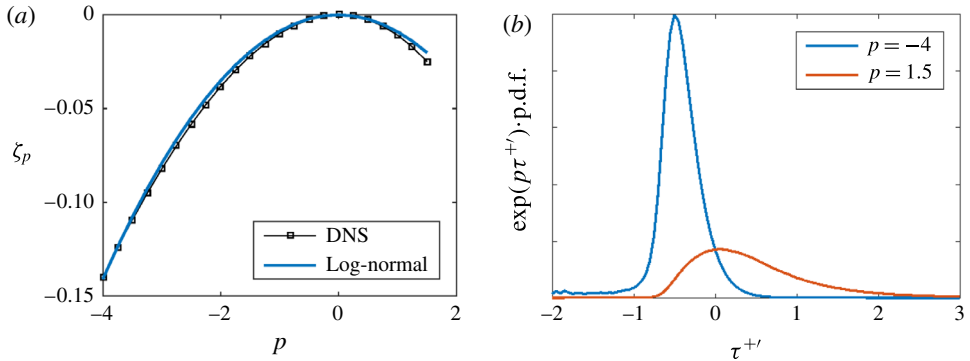 (a)
0
−0.05
−0.10
−0.15
ζp
−4
−2
0
2
p
DNS
Log-normal
(b)
exp(pτ+′)·p.d.f.
p = −4
p = 1.5
−2
−1
0
1
2
3
τ+′